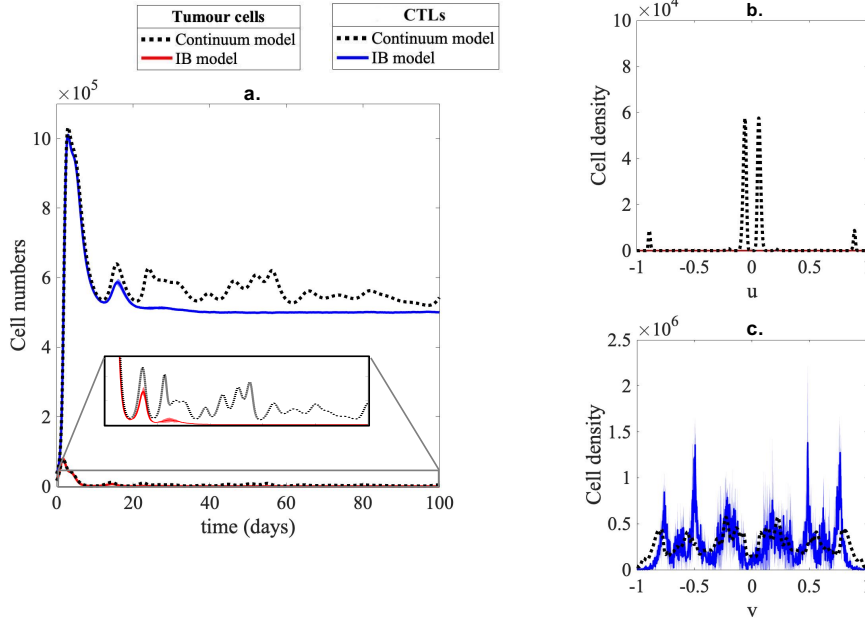 Tumour cells
Continuum model
IB model
CTLs
Continuum model
IB model
a.
×10^5
10
8
6
4
2
0
0 20 40 60 80 100
Cell numbers
time (days)
b.
×10^4
10
8
6
4
2
0
-1 -0.5 0 0.5 1
Cell density
u
c.
×10^6
2.5
2
1.5
1
0.5
0
-1 -0.5 0 0.5 1
Cell density
v